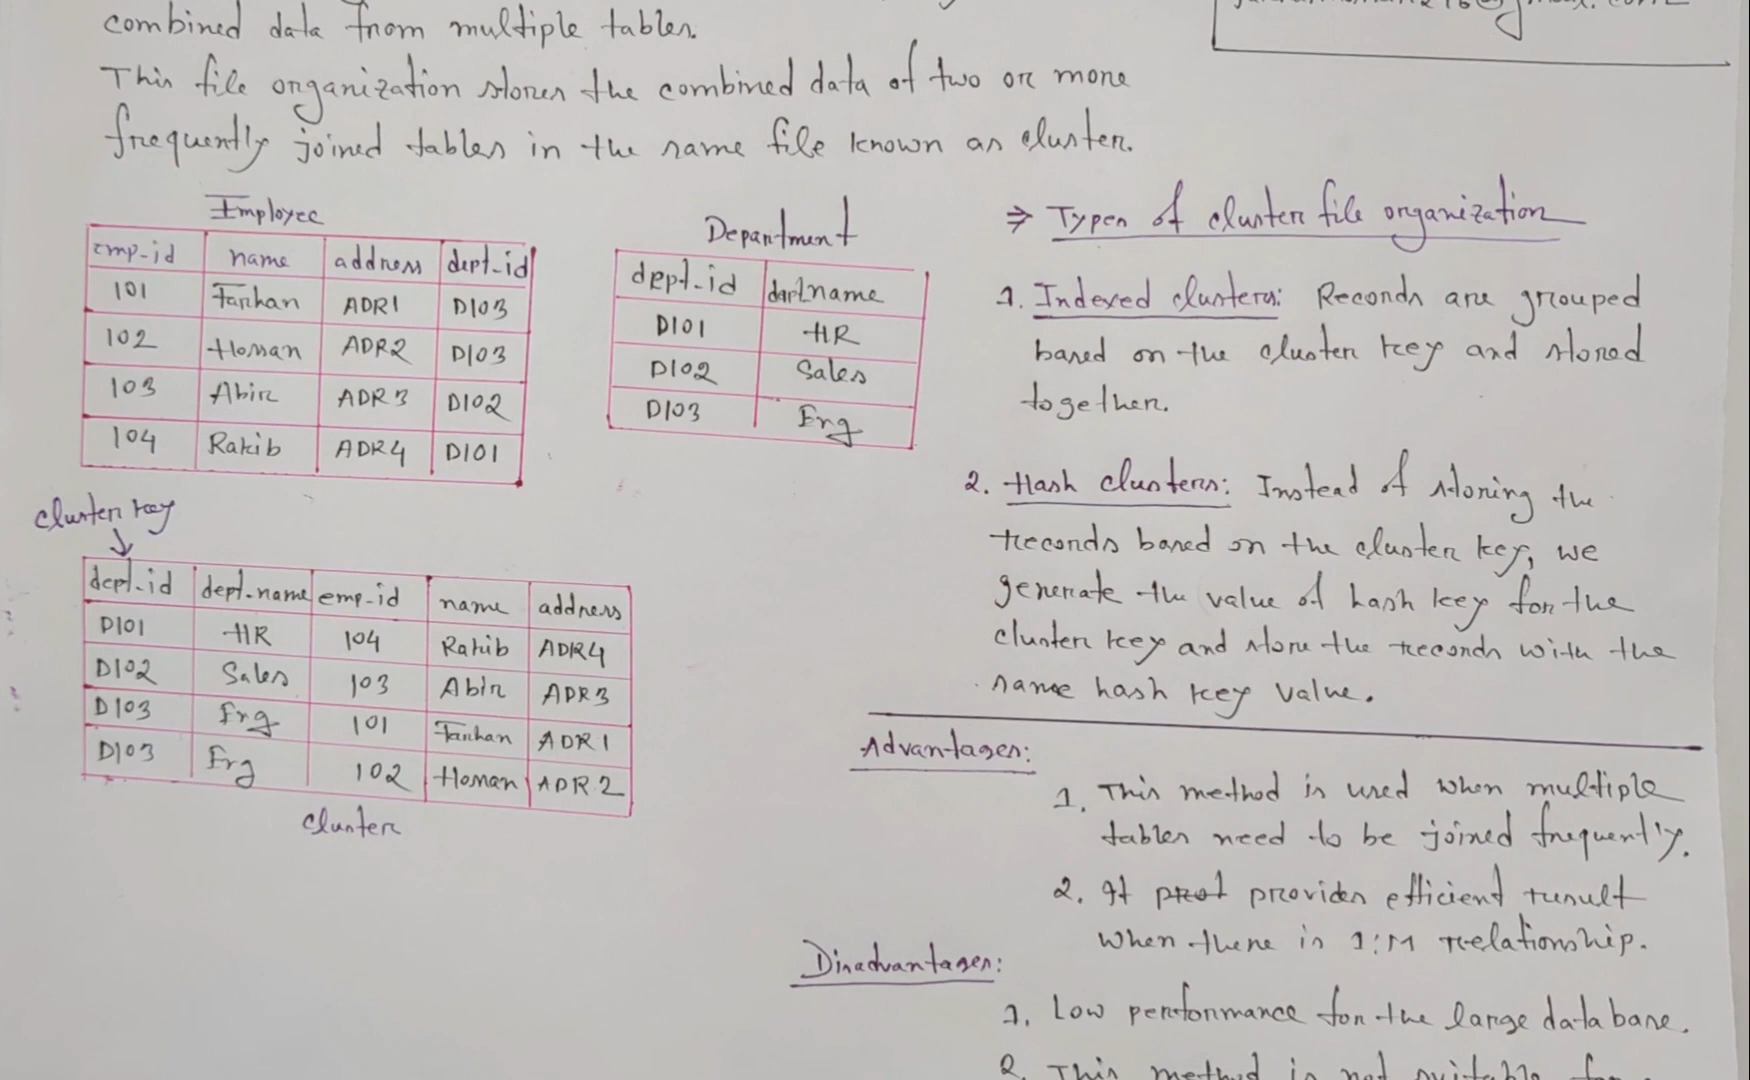 combined data from multiple tables.
This file organization stores the combined data of two or more
frequently joined tables in the same file known as cluster.
Employee
emp-id name address dept-id
101 Farhan ADR1 D103
102 Hossan ADR2 D103
103 Abir ADR3 D102
104 Rakib ADR4 D101
Department
dept-id deptname
D101 HR
D102 Sales
D103 Eng
cluster key
dept-id dept-name emp-id name address
D101 HR 104 Rakib ADR4
D102 Sales 103 Abir ADR3
D103 Eng 101 Farhan ADR1
D103 Eng 102 Hossan ADR2
cluster
⇒ Types of cluster file organization
1. Indexed clusters: Records are grouped
based on the cluster key and stored
together.
2. Hash clusters: Instead of storing the
records based on the cluster key, we
generate the value of hash key for the
cluster key and store the records with the
same hash key value.
Advantages:
1. This method is used when multiple
tables need to be joined frequently.
2. It provides efficient result
when there is 1:M relationship.
Disadvantages:
1. Low performance for the large database.
2. This method is not suitable for